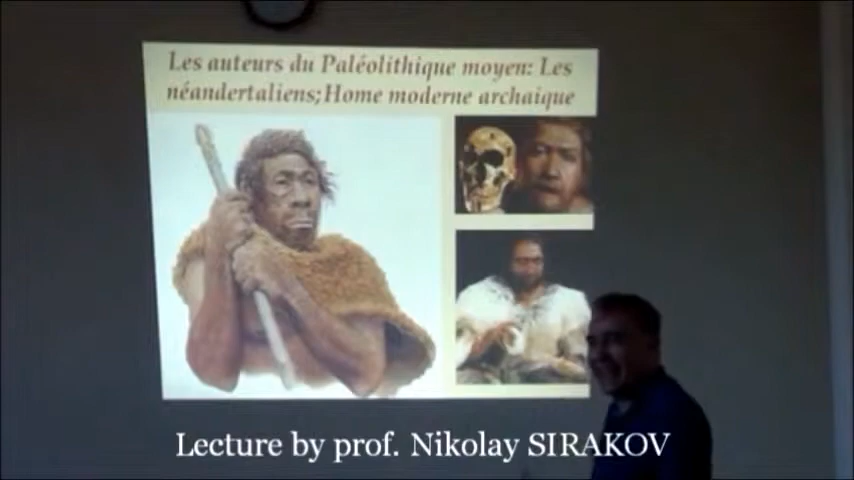 Les auteurs du Paléolithique moyen: Les
néandertaliens;Home moderne archaique
Lecture by prof. Nikolay SIRAKOV